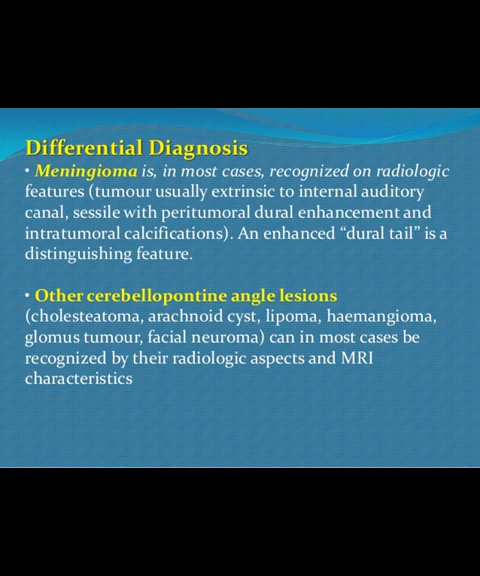 Differential Diagnosis
• Meningioma is, in most cases, recognized on radiologic
features (tumour usually extrinsic to internal auditory
canal, sessile with peritumoral dural enhancement and
intratumoral calcifications). An enhanced “dural tail” is a
distinguishing feature.
• Other cerebellopontine angle lesions
(cholesteatoma, arachnoid cyst, lipoma, haemangioma,
glomus tumour, facial neuroma) can in most cases be
recognized by their radiologic aspects and MRI
characteristics